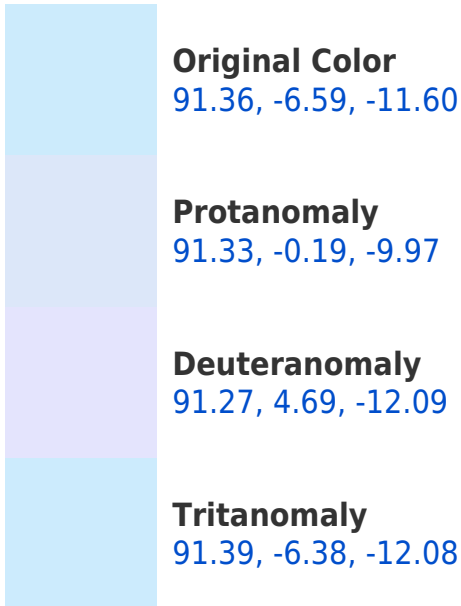 Original Color
91.36, -6.59, -11.60
Protanomaly
91.33, -0.19, -9.97
Deuteranomaly
91.27, 4.69, -12.09
Tritanomaly
91.39, -6.38, -12.08